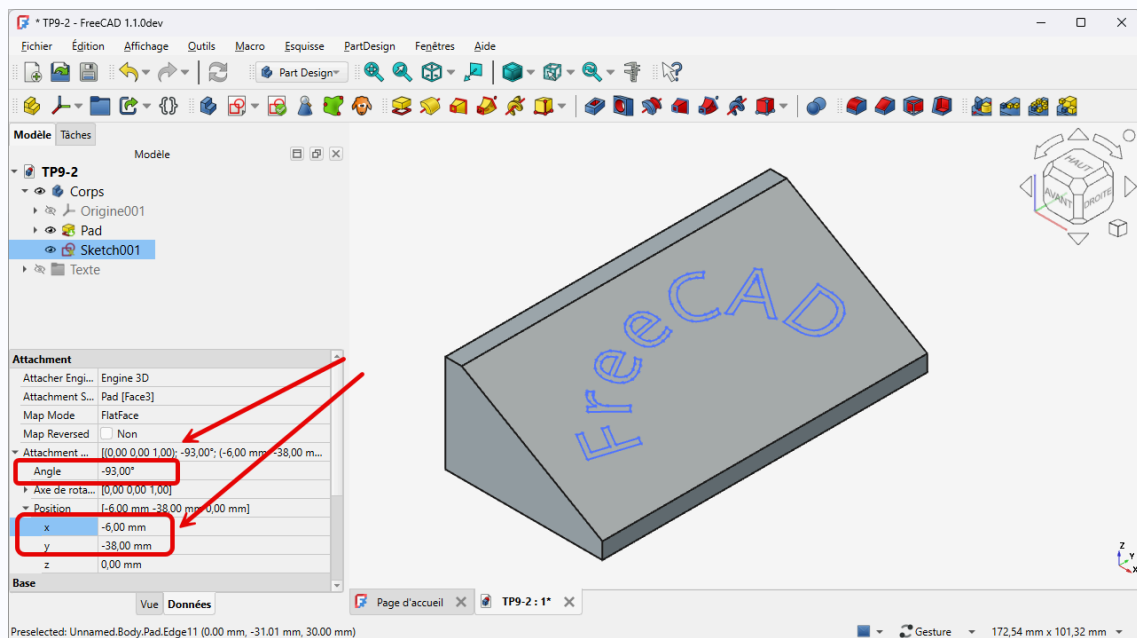 * TP9-2 - FreeCAD 1.1.0dev
Fichier Édition Affichage Outils Macro Esquisse PartDesign Fenêtres Aide
Part Design
Modèle Tâches
Modèle
TP9-2
Corps
Origine001
Pad
Sketch001
Texte
HAUT
AVANT
DROITE
FreeCAD
Attachment
Attacher Engi... Engine 3D
Attachment S... Pad [Face3]
Map Mode FlatFace
Map Reversed Non
Attachment ... [(0,00 0,00 1,00); -93,00°; (-6,00 mm -38,00 m...
Angle -93,00°
Axe de rota... [0,00 0,00 1,00]
Position [-6,00 mm -38,00 mm 0,00 mm]
x -6,00 mm
y -38,00 mm
z 0,00 mm
Base
Vue Données
Page d'accueil TP9-2 : 1*
Z
Y
X
Preselected: Unnamed.Body.Pad.Edge11 (0.00 mm, -31.01 mm, 30.00 mm)
Gesture 172,54 mm x 101,32 mm